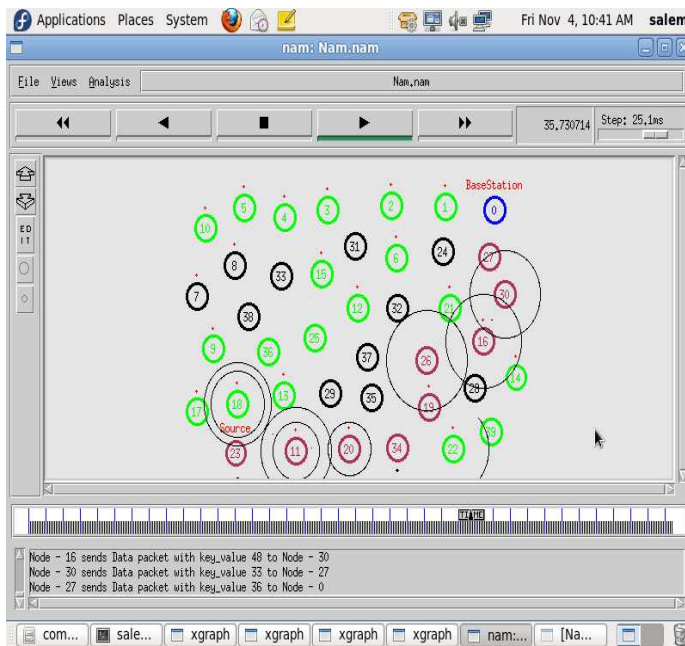 Applications Places System Fri Nov 4, 10:41 AM salem
nam: Nam.nam
File Views Analysis Nam.nam
35.730714 Step: 25.1ms
ED
IT
BaseStation
5 4 3 2 1 0
10
31 24 27
8 33 15 6
7 30
38 12 32 21
16
9 36 25 37 26
14
13 29 35 28
17 18 19
Source
39
23 11 20 34 22
TIME
Node - 16 sends Data packet with key_value 48 to Node - 30
Node - 30 sends Data packet with key_value 33 to Node - 27
Node - 27 sends Data packet with key_value 36 to Node - 0
com... sale... xgraph xgraph xgraph xgraph nam:... [Na...